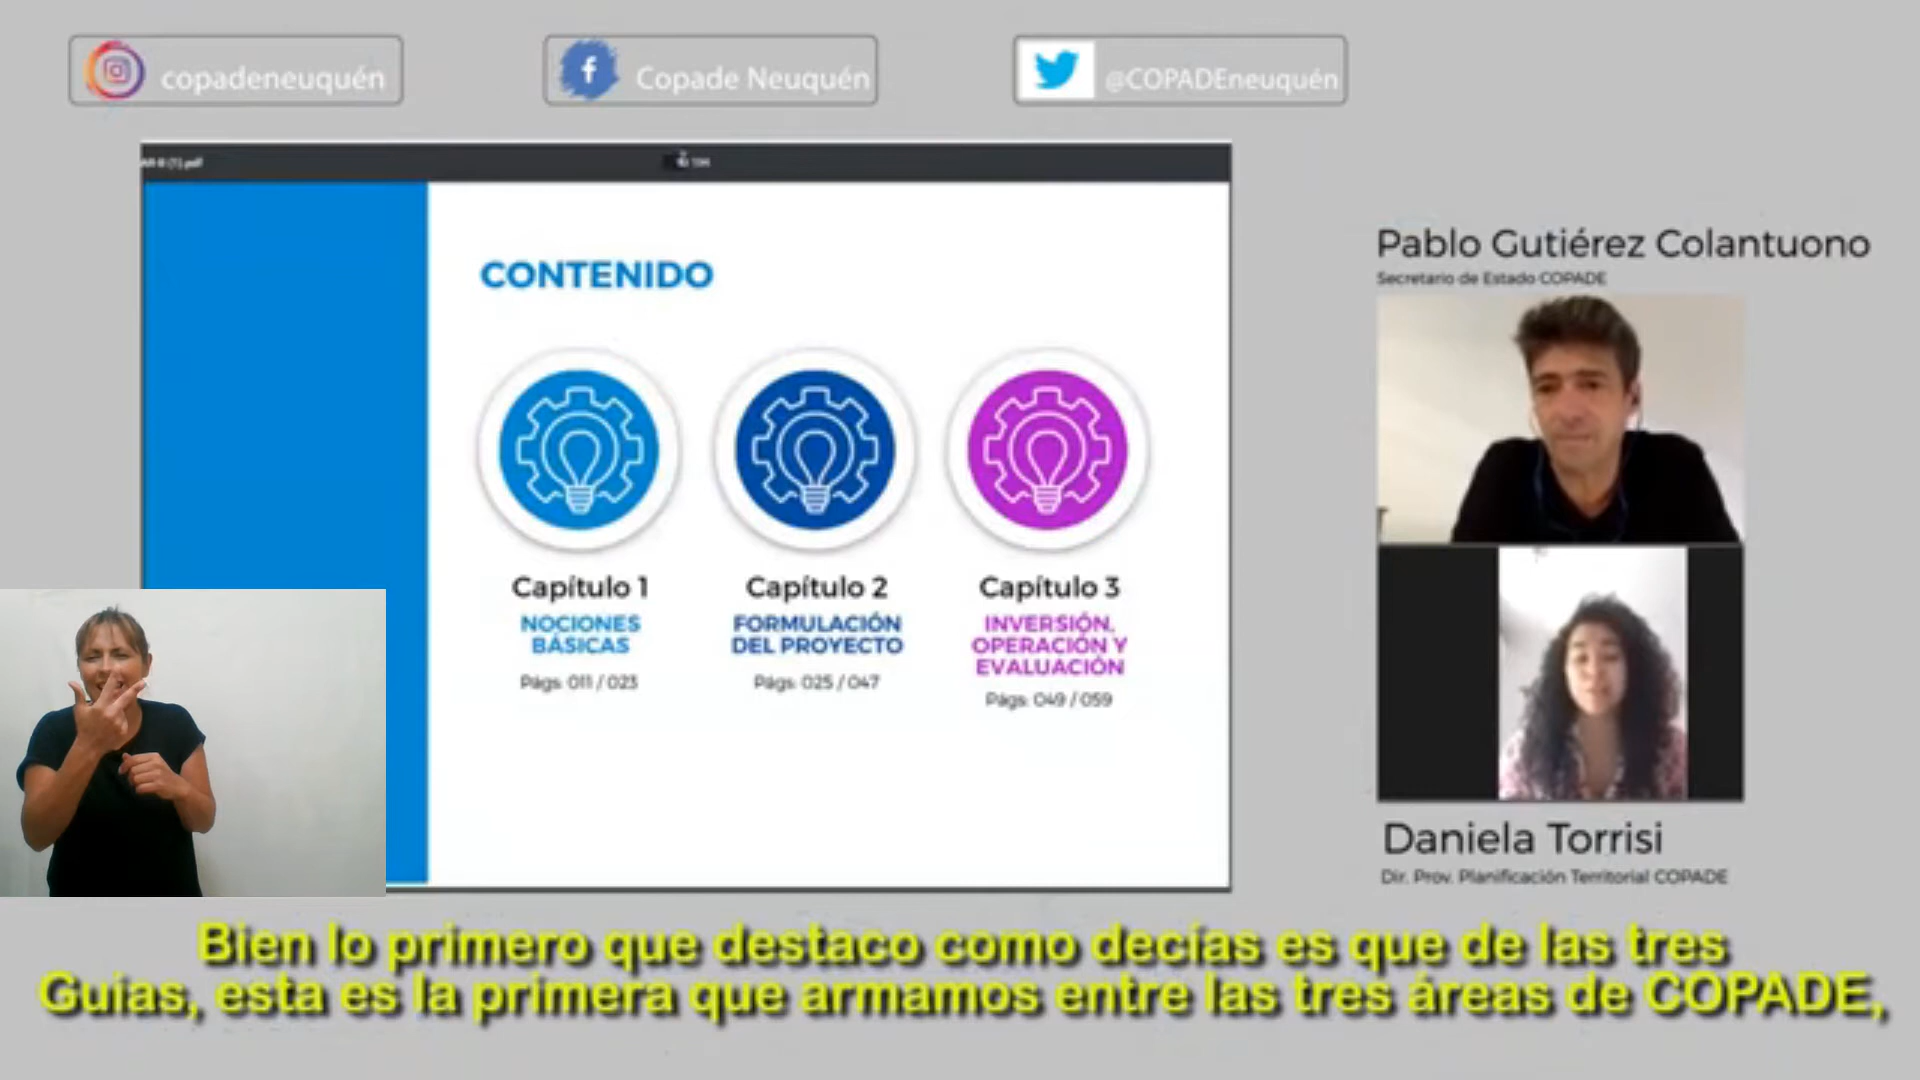 copadeneuquén
Copade Neuquén
@COPADEneuquén
CONTENIDO
Capítulo 1
NOCIONES
BÁSICAS
Págs: 011 / 023
Capítulo 2
FORMULACIÓN
DEL PROYECTO
Págs: 025 / 047
Capítulo 3
INVERSIÓN,
OPERACIÓN Y
EVALUACIÓN
Págs: 049 / 059
Pablo Gutiérez Colantuono
Secretario de Estado COPADE
Daniela Torrisi
Dir. Prov. Planificación Territorial COPADE
Bien lo primero que destaco como decías es que de las tres
Guias, esta es la primera que armamos entre las tres áreas de COPADE,